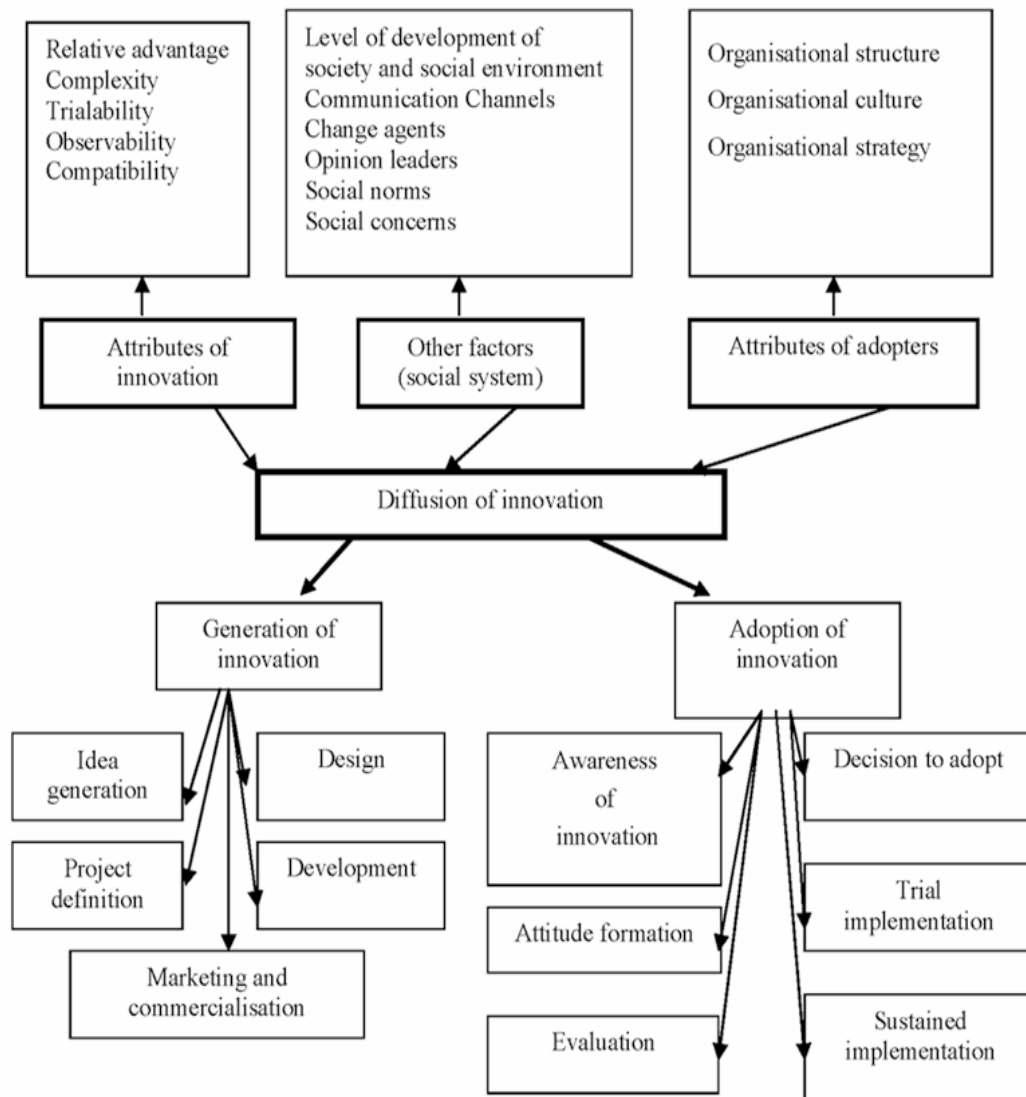 Relative advantage
Complexity
Trialability
Observability
Compatibility
Level of development of
society and social environment
Communication Channels
Change agents
Opinion leaders
Social norms
Social concerns
Organisational structure
Organisational culture
Organisational strategy
Attributes of
innovation
Other factors
(social system)
Attributes of adopters
Diffusion of innovation
Generation of
innovation
Adoption of
innovation
Idea
generation
Design
Project
definition
Development
Marketing and
commercialisation
Awareness
of
innovation
Decision to adopt
Attitude formation
Trial
implementation
Evaluation
Sustained
implementation